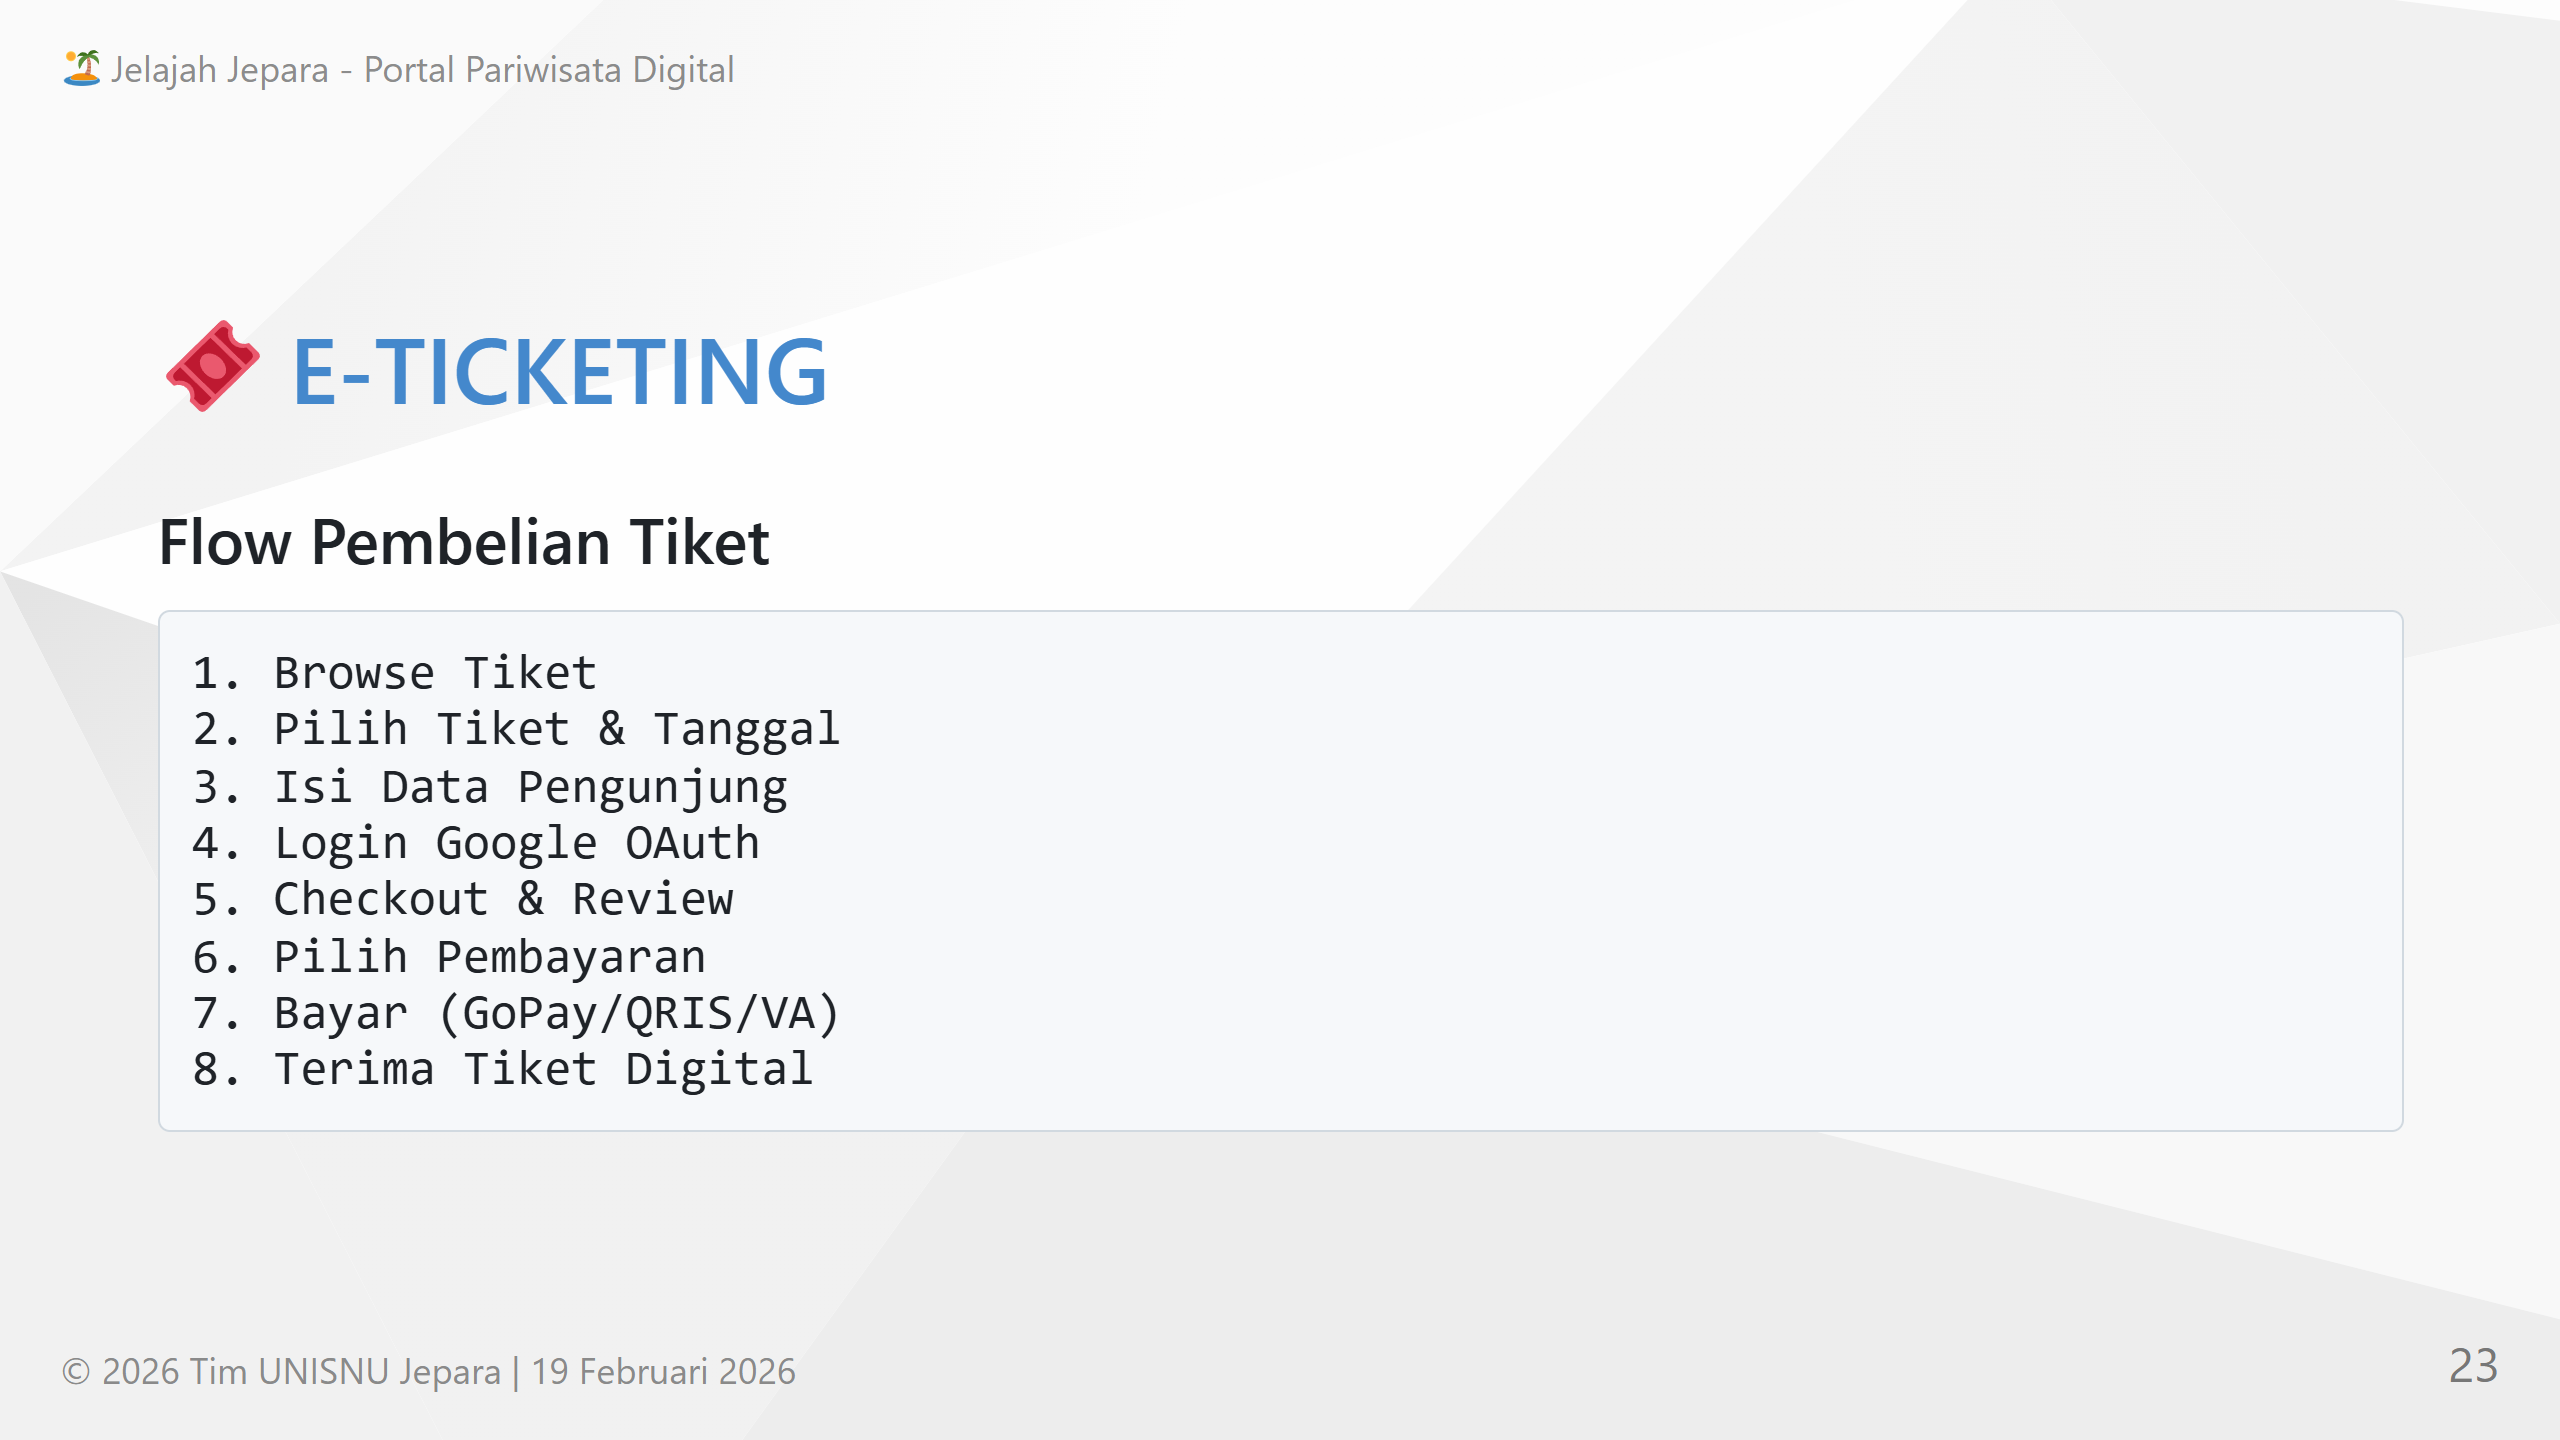 Jelajah Jepara - Portal Pariwisata Digital
E-TICKETING
Flow Pembelian Tiket
1. Browse Tiket
2. Pilih Tiket & Tanggal
3. Isi Data Pengunjung
4. Login Google OAuth
5. Checkout & Review
6. Pilih Pembayaran
7. Bayar (GoPay/QRIS/VA)
8. Terima Tiket Digital
© 2026 Tim UNISNU Jepara | 19 Februari 2026
23